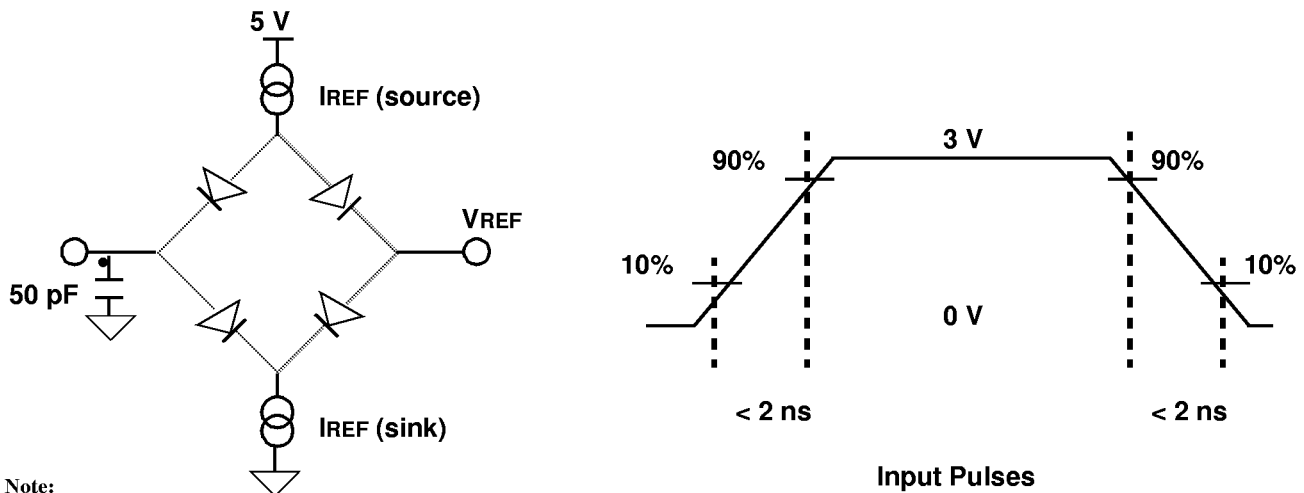 5 V
IREF (source)
VREF
50 pF
IREF (sink)
Note:
3 V
90%
90%
10%
10%
0 V
< 2 ns
< 2 ns
Input Pulses